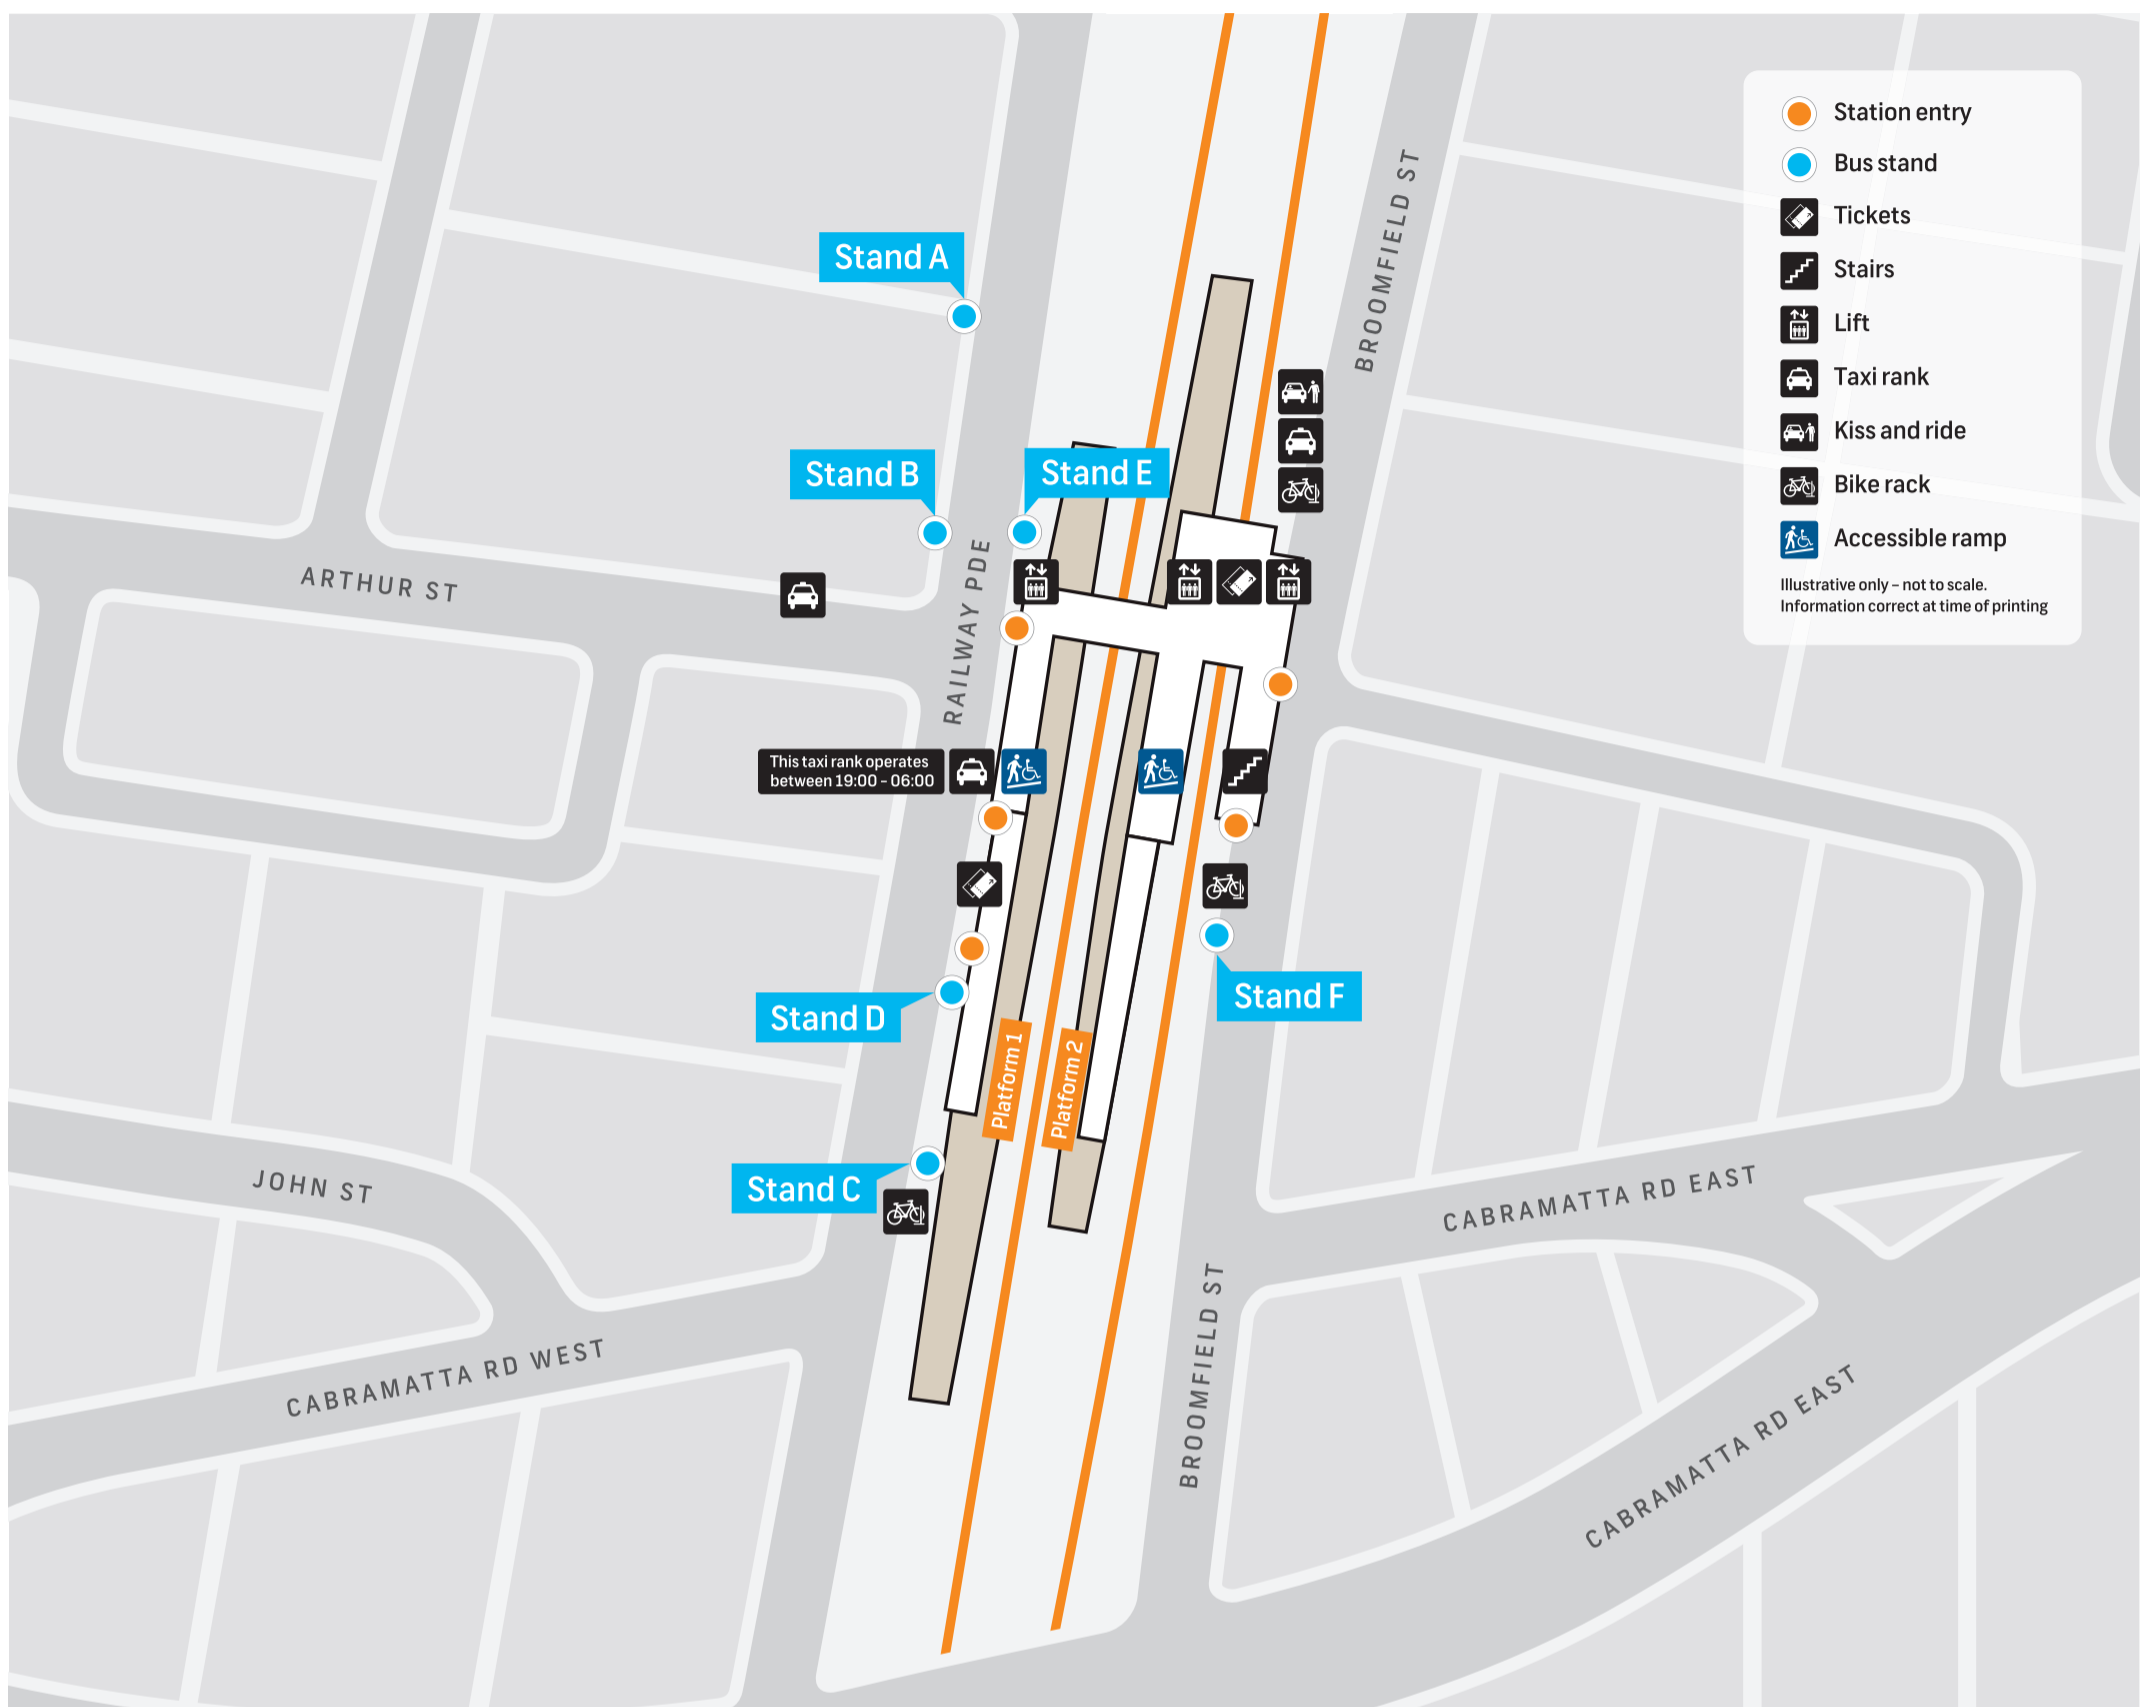 Station entry
Bus stand
Tickets
Stairs
Lift
Taxi rank
Kiss and ride
Bike rack
Accessible ramp
Illustrative only – not to scale.
Information correct at time of printing
BROOMFIELD ST
Stand A
Stand B
Stand E
ARTHUR ST
RAILWAY PDE
This taxi rank operates
between 19:00 - 06:00
Stand D
Stand F
Platform 1
Platform 2
Stand C
JOHN ST
CABRAMATTA RD EAST
CABRAMATTA RD WEST
BROOMFIELD ST
CABRAMATTA RD EAST